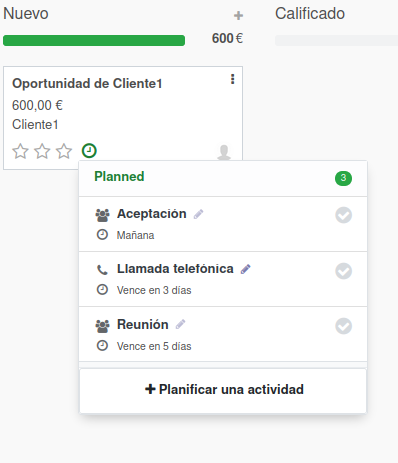 Nuevo
+
Calificado
600 €
Oportunidad de Cliente1
600,00 €
Cliente1
Planned
3
Aceptación
Mañana
Llamada telefónica
Vence en 3 días
Reunión
Vence en 5 días
+ Planificar una actividad